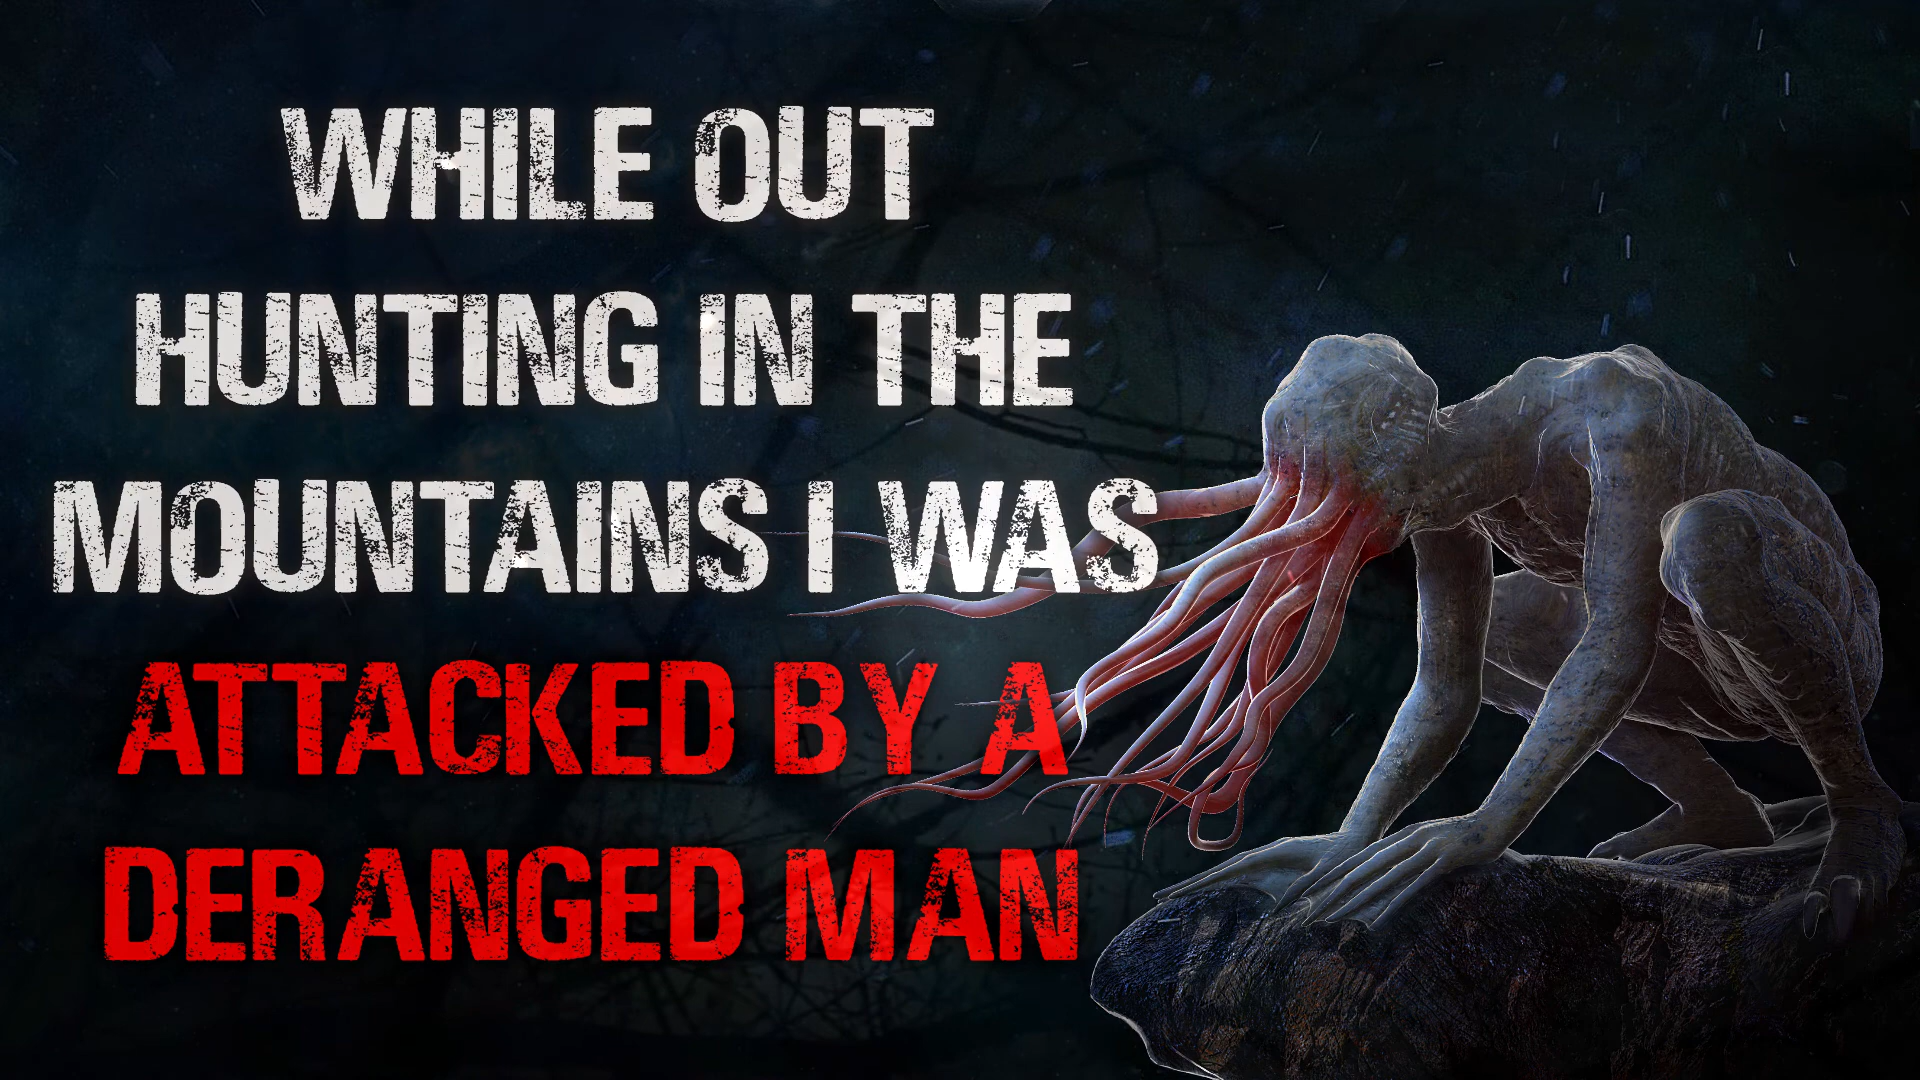 WHILE OUT
HUNTING IN THE
MOUNTAINS I WAS
ATTACKED BY A
DERANGED MAN